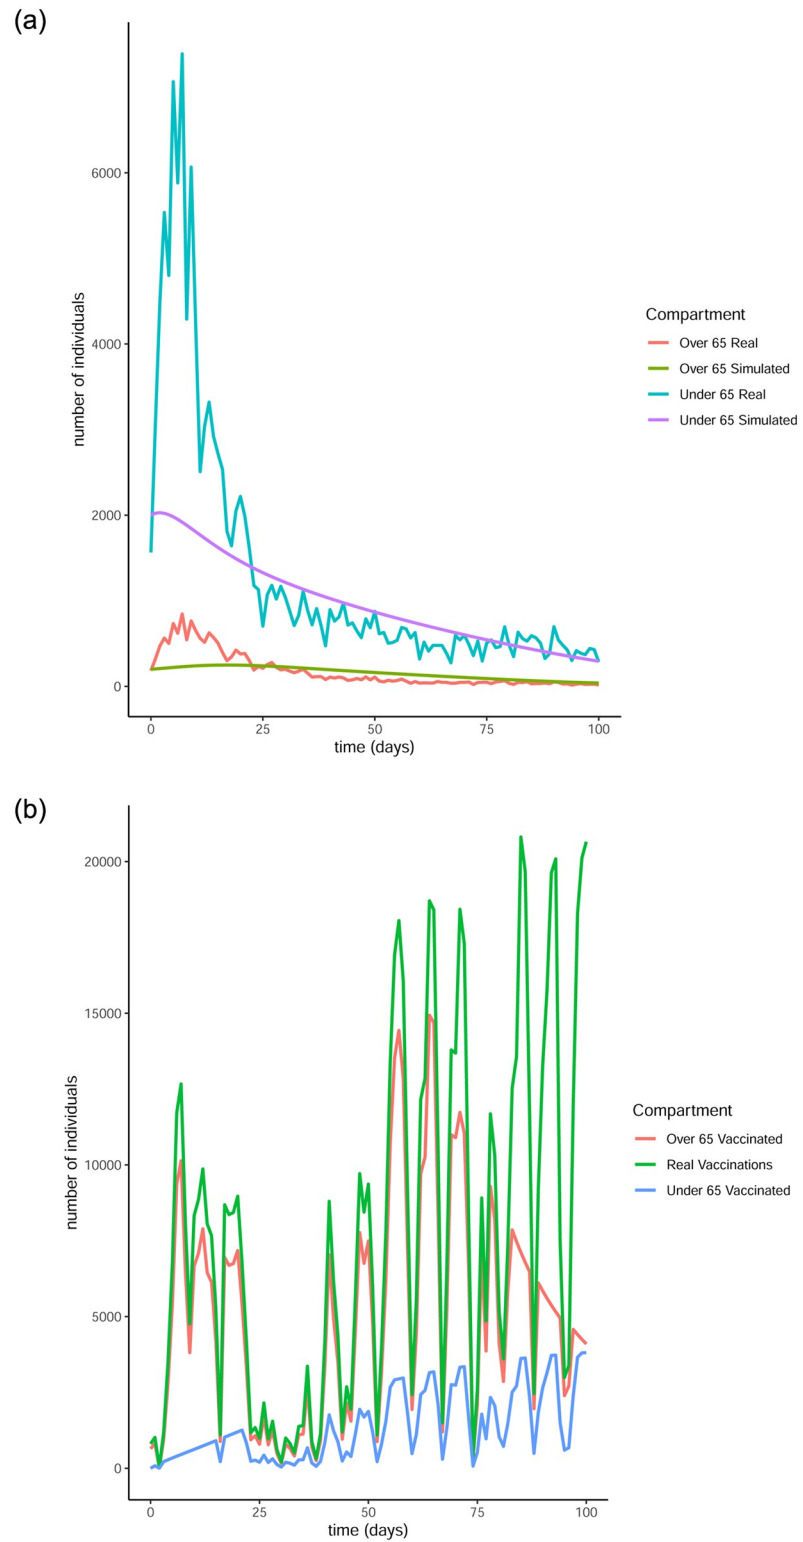 (a)
6000
4000
2000
0
number of individuals
0 25 50 75 100
time (days)
Compartment
Over 65 Real
Over 65 Simulated
Under 65 Real
Under 65 Simulated
(b)
20000
15000
10000
5000
0
number of individuals
0 25 50 75 100
time (days)
Compartment
Over 65 Vaccinated
Real Vaccinations
Under 65 Vaccinated